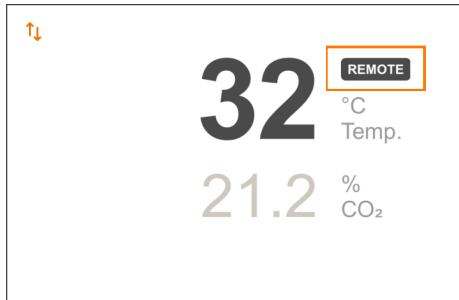 32
REMOTE
°C
Temp.
21.2
%
CO₂